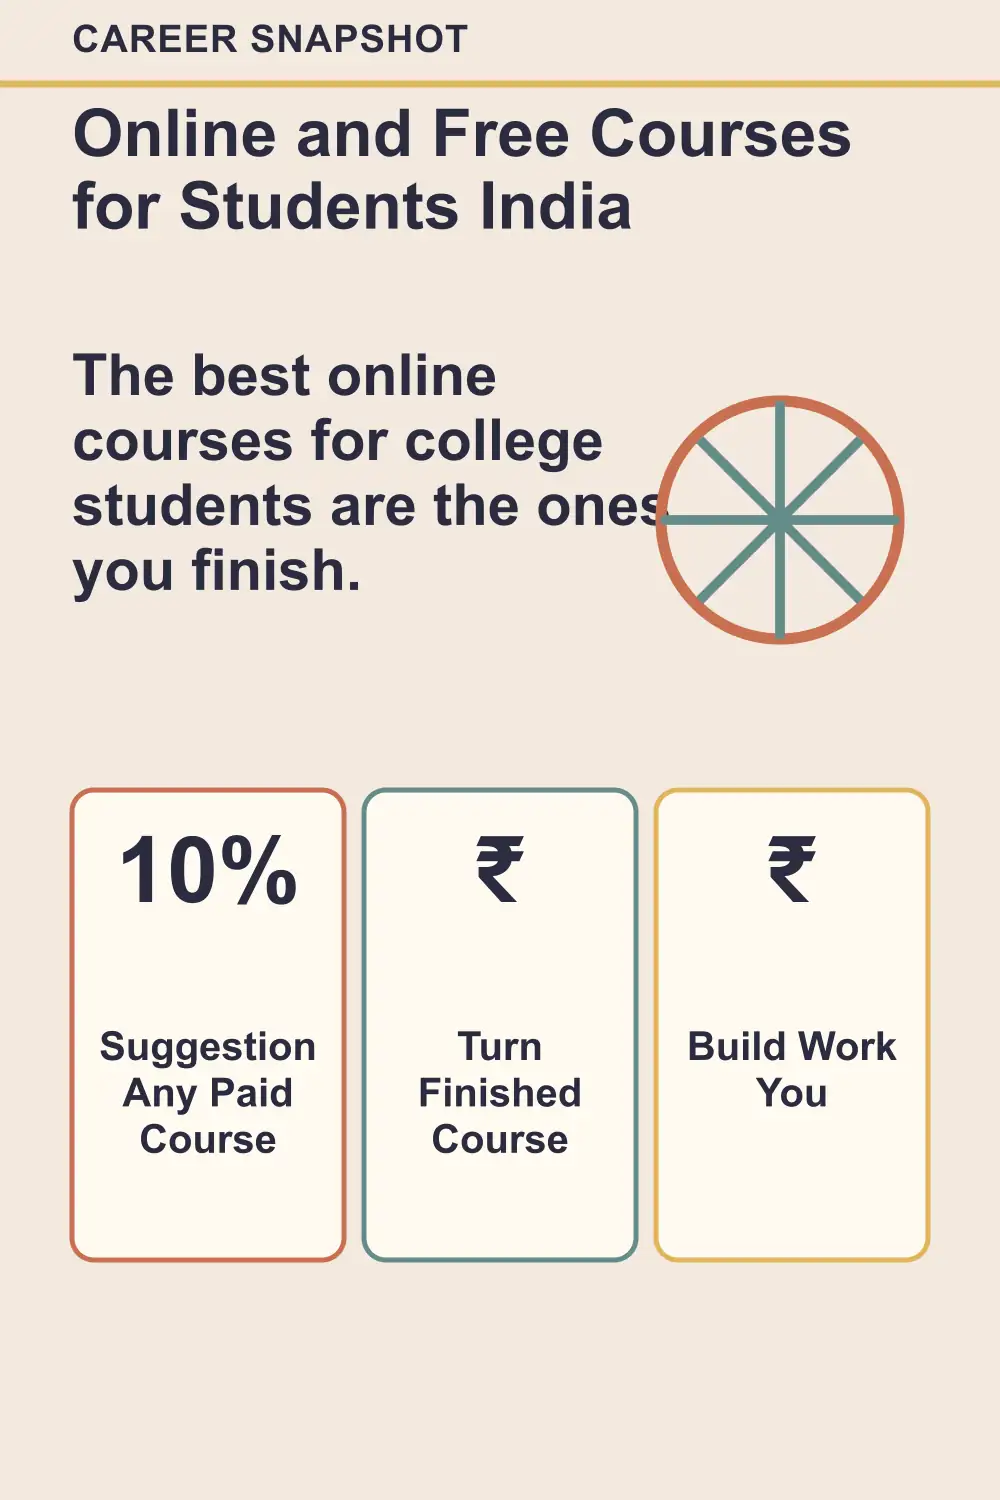 CAREER SNAPSHOT
Online and Free Courses
for Students India
The best online
courses for college
students are the ones
you finish.
10%
Suggestion
Any Paid
Course
₹
Turn
Finished
Course
₹
Build Work
You